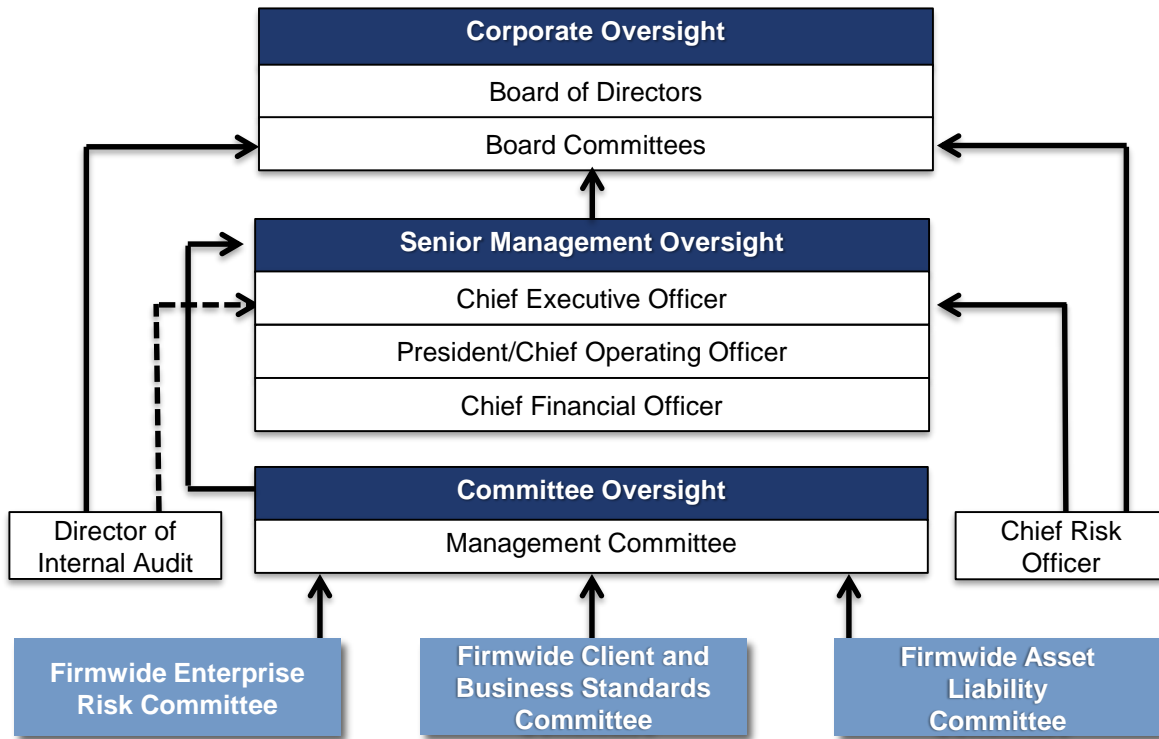 Corporate Oversight
Board of Directors
Board Committees
Senior Management Oversight
Chief Executive Officer
President/Chief Operating Officer
Chief Financial Officer
Committee Oversight
Management Committee
Director of
Internal Audit
Chief Risk
Officer
Firmwide Enterprise
Risk Committee
Firmwide Client and
Business Standards
Committee
Firmwide Asset
Liability
Committee